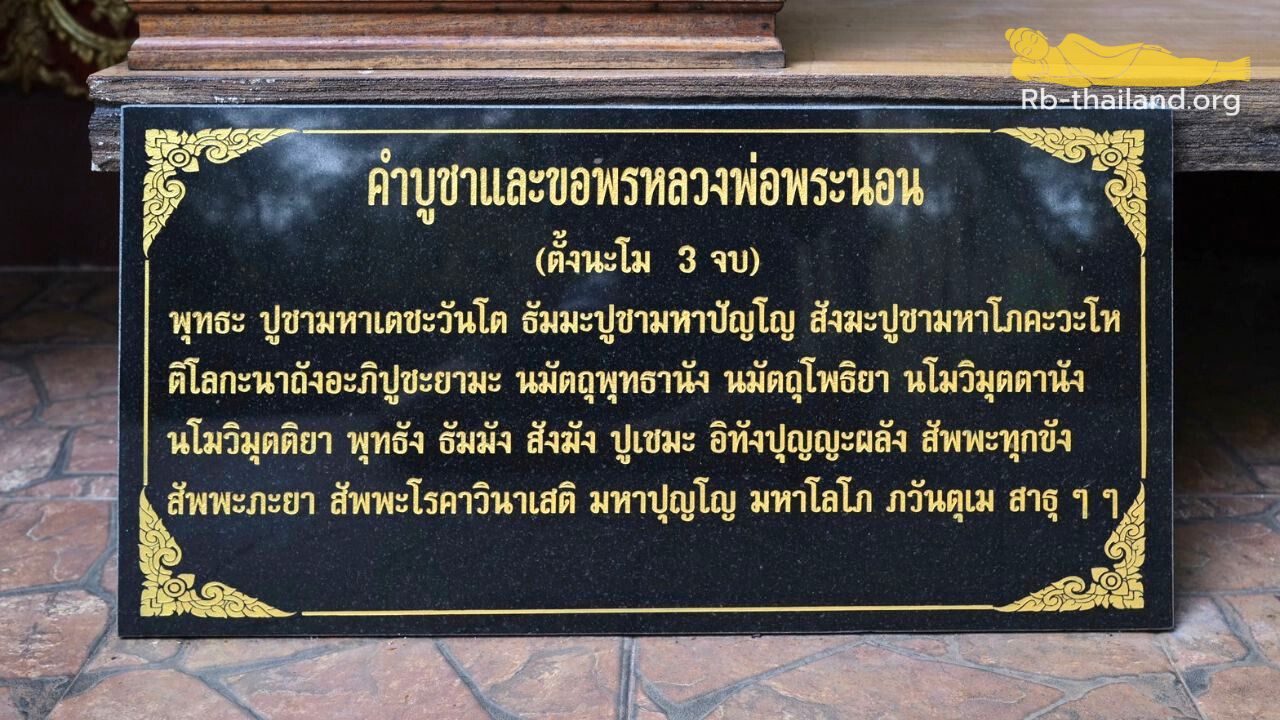 Rb-thailand.org
คำบูชาและขอพรหลวงพ่อพระนอน
(ตั้งนะโม 3 จบ)
พุทธะ ปูชามหาเตชะวันโต ธัมมะปูชามหาปัญโญ สังฆะปูชามหาโภคะวะโห
ติโลกะนาถังอะภิปูชะยามะ นมัตถุพุทธานัง นมัตถุโพธิยา นโมวิมุตตานัง
นโมวิมุตติยา พุทธัง ธัมมัง สังฆัง ปูเชมะ อิทังปุญญะผลัง สัพพะทุกขัง
สัพพะภะยา สัพพะโรคาวินาเสติ มหาปุญโญ มหาโลโภ ภวันตุเม สาธุ ๆ ๆ